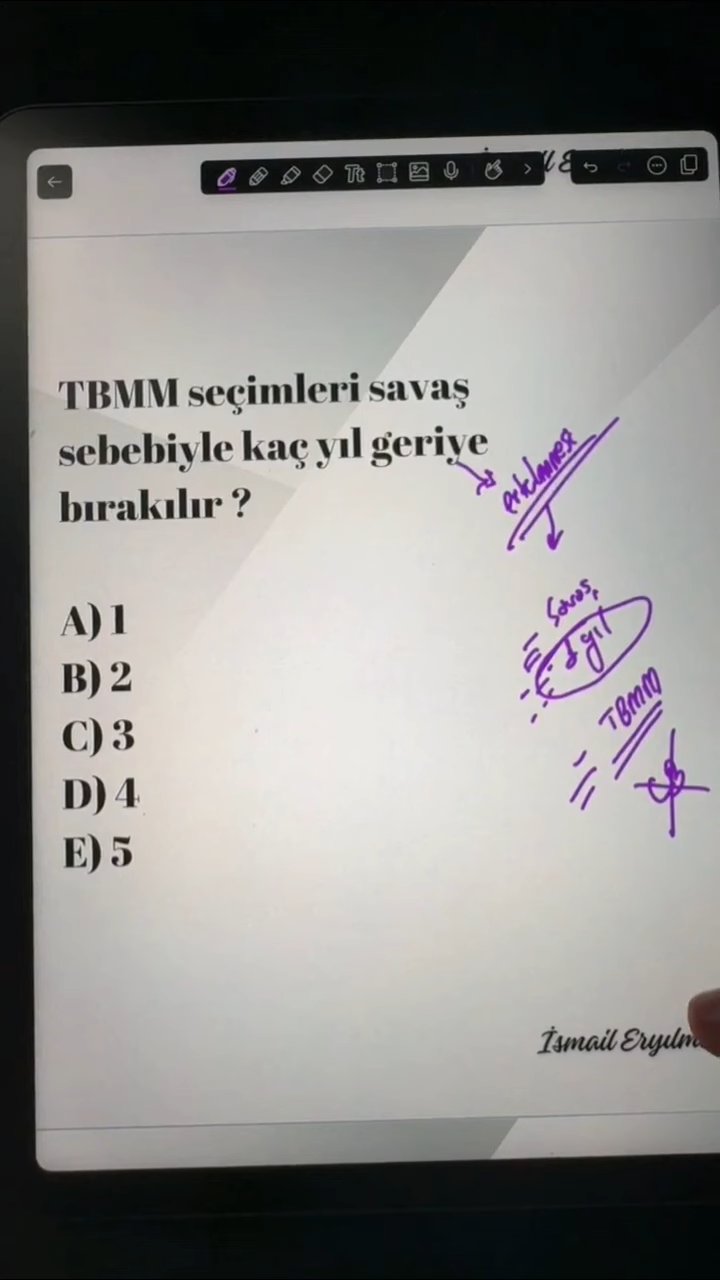 TBMM seçimleri savaş
sebebiyle kaç yıl geriye
bırakılır ?
ertelenmesi
Savaş,
1 yıl
TBMM
A) 1
B) 2
C) 3
D) 4
E) 5
İsmail Eryılm